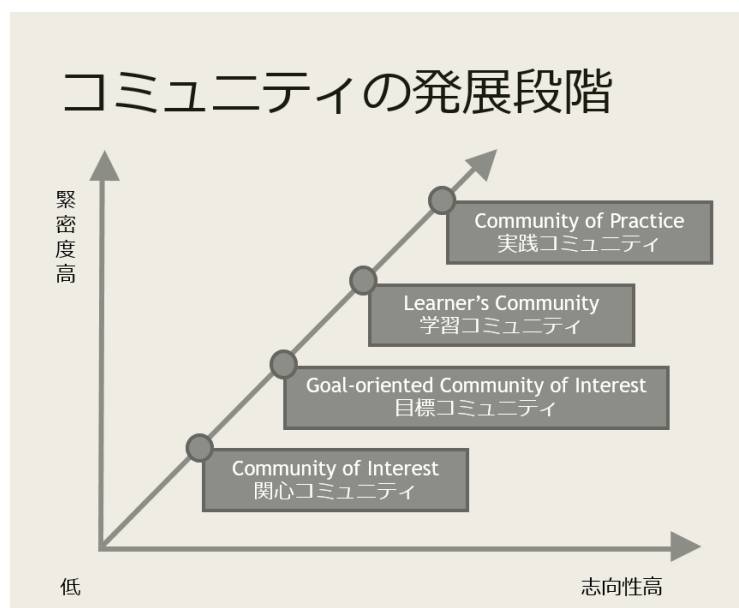 コミュニティの発展段階
緊密度高
Community of Practice
実践コミュニティ
Learner's Community
学習コミュニティ
Goal-oriented Community of Interest
目標コミュニティ
Community of Interest
関心コミュニティ
低
志向性高